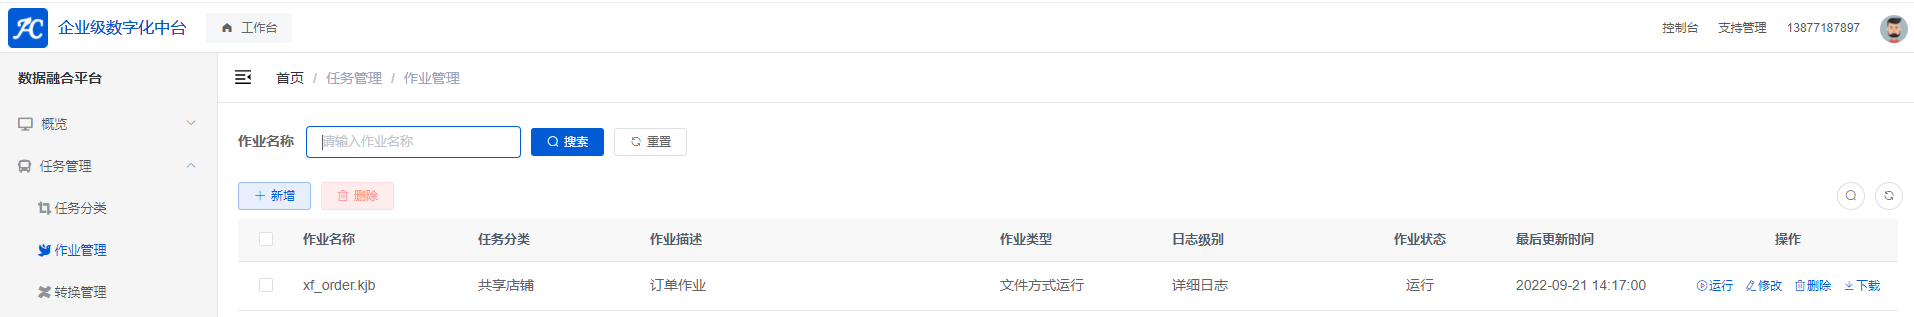 企业级数字化中台 工作台 控制台 支持管理 13877187897
数据融合平台 首页 / 任务管理 / 作业管理
概览
作业名称 请输入作业名称 搜索 重置
任务管理
新增 删除
任务分类
作业名称 任务分类 作业描述 作业类型 日志级别 作业状态 最后更新时间 操作
作业管理
xf_order.kjb 共享店铺 订单作业 文件方式运行 详细日志 运行 2022-09-21 14:17:00 运行 修改 删除 下载
转换管理